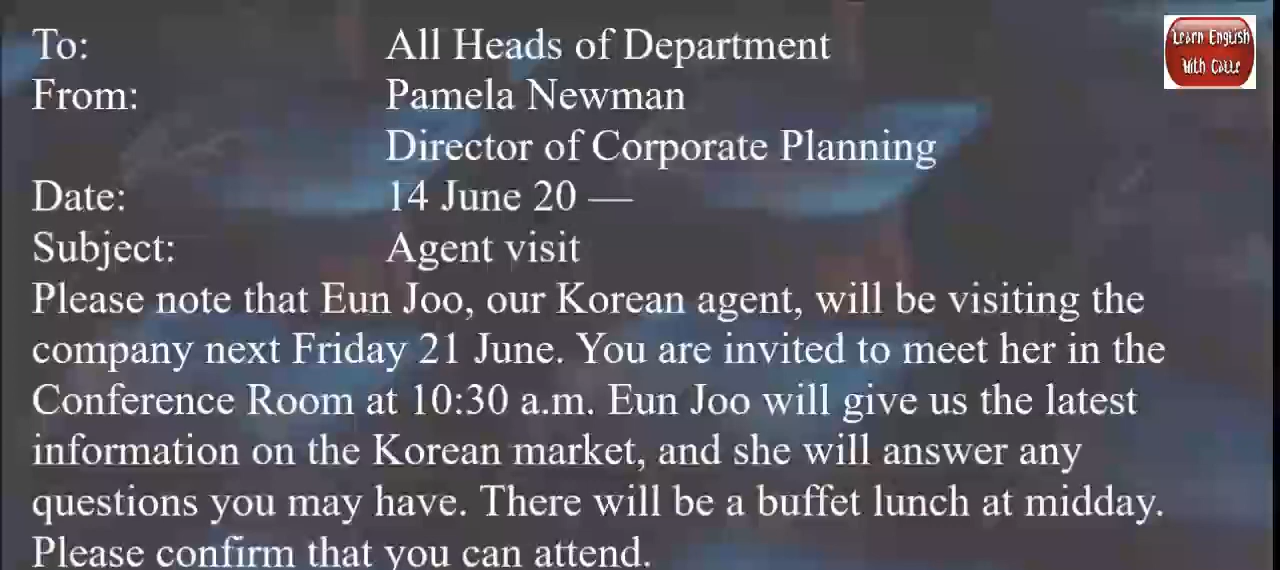 Learn English
With Cattt
To: All Heads of Department
From: Pamela Newman
Director of Corporate Planning
Date: 14 June 20 —
Subject: Agent visit
Please note that Eun Joo, our Korean agent, will be visiting the
company next Friday 21 June. You are invited to meet her in the
Conference Room at 10:30 a.m. Eun Joo will give us the latest
information on the Korean market, and she will answer any
questions you may have. There will be a buffet lunch at midday.
Please confirm that you can attend.